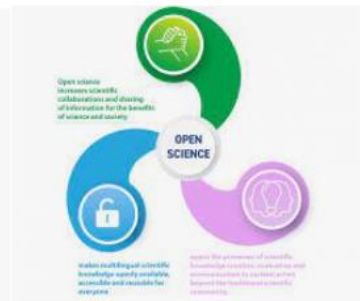 Open science
increases scientific
collaborations and sharing
of information for the benefits
of science and society
OPEN
SCIENCE
makes multilingual scientific
knowledge openly available,
accessible and reusable for
everyone
opens the processes of scientific
knowledge creation, evaluation and
communication to societal actors
beyond the traditional scientific
community